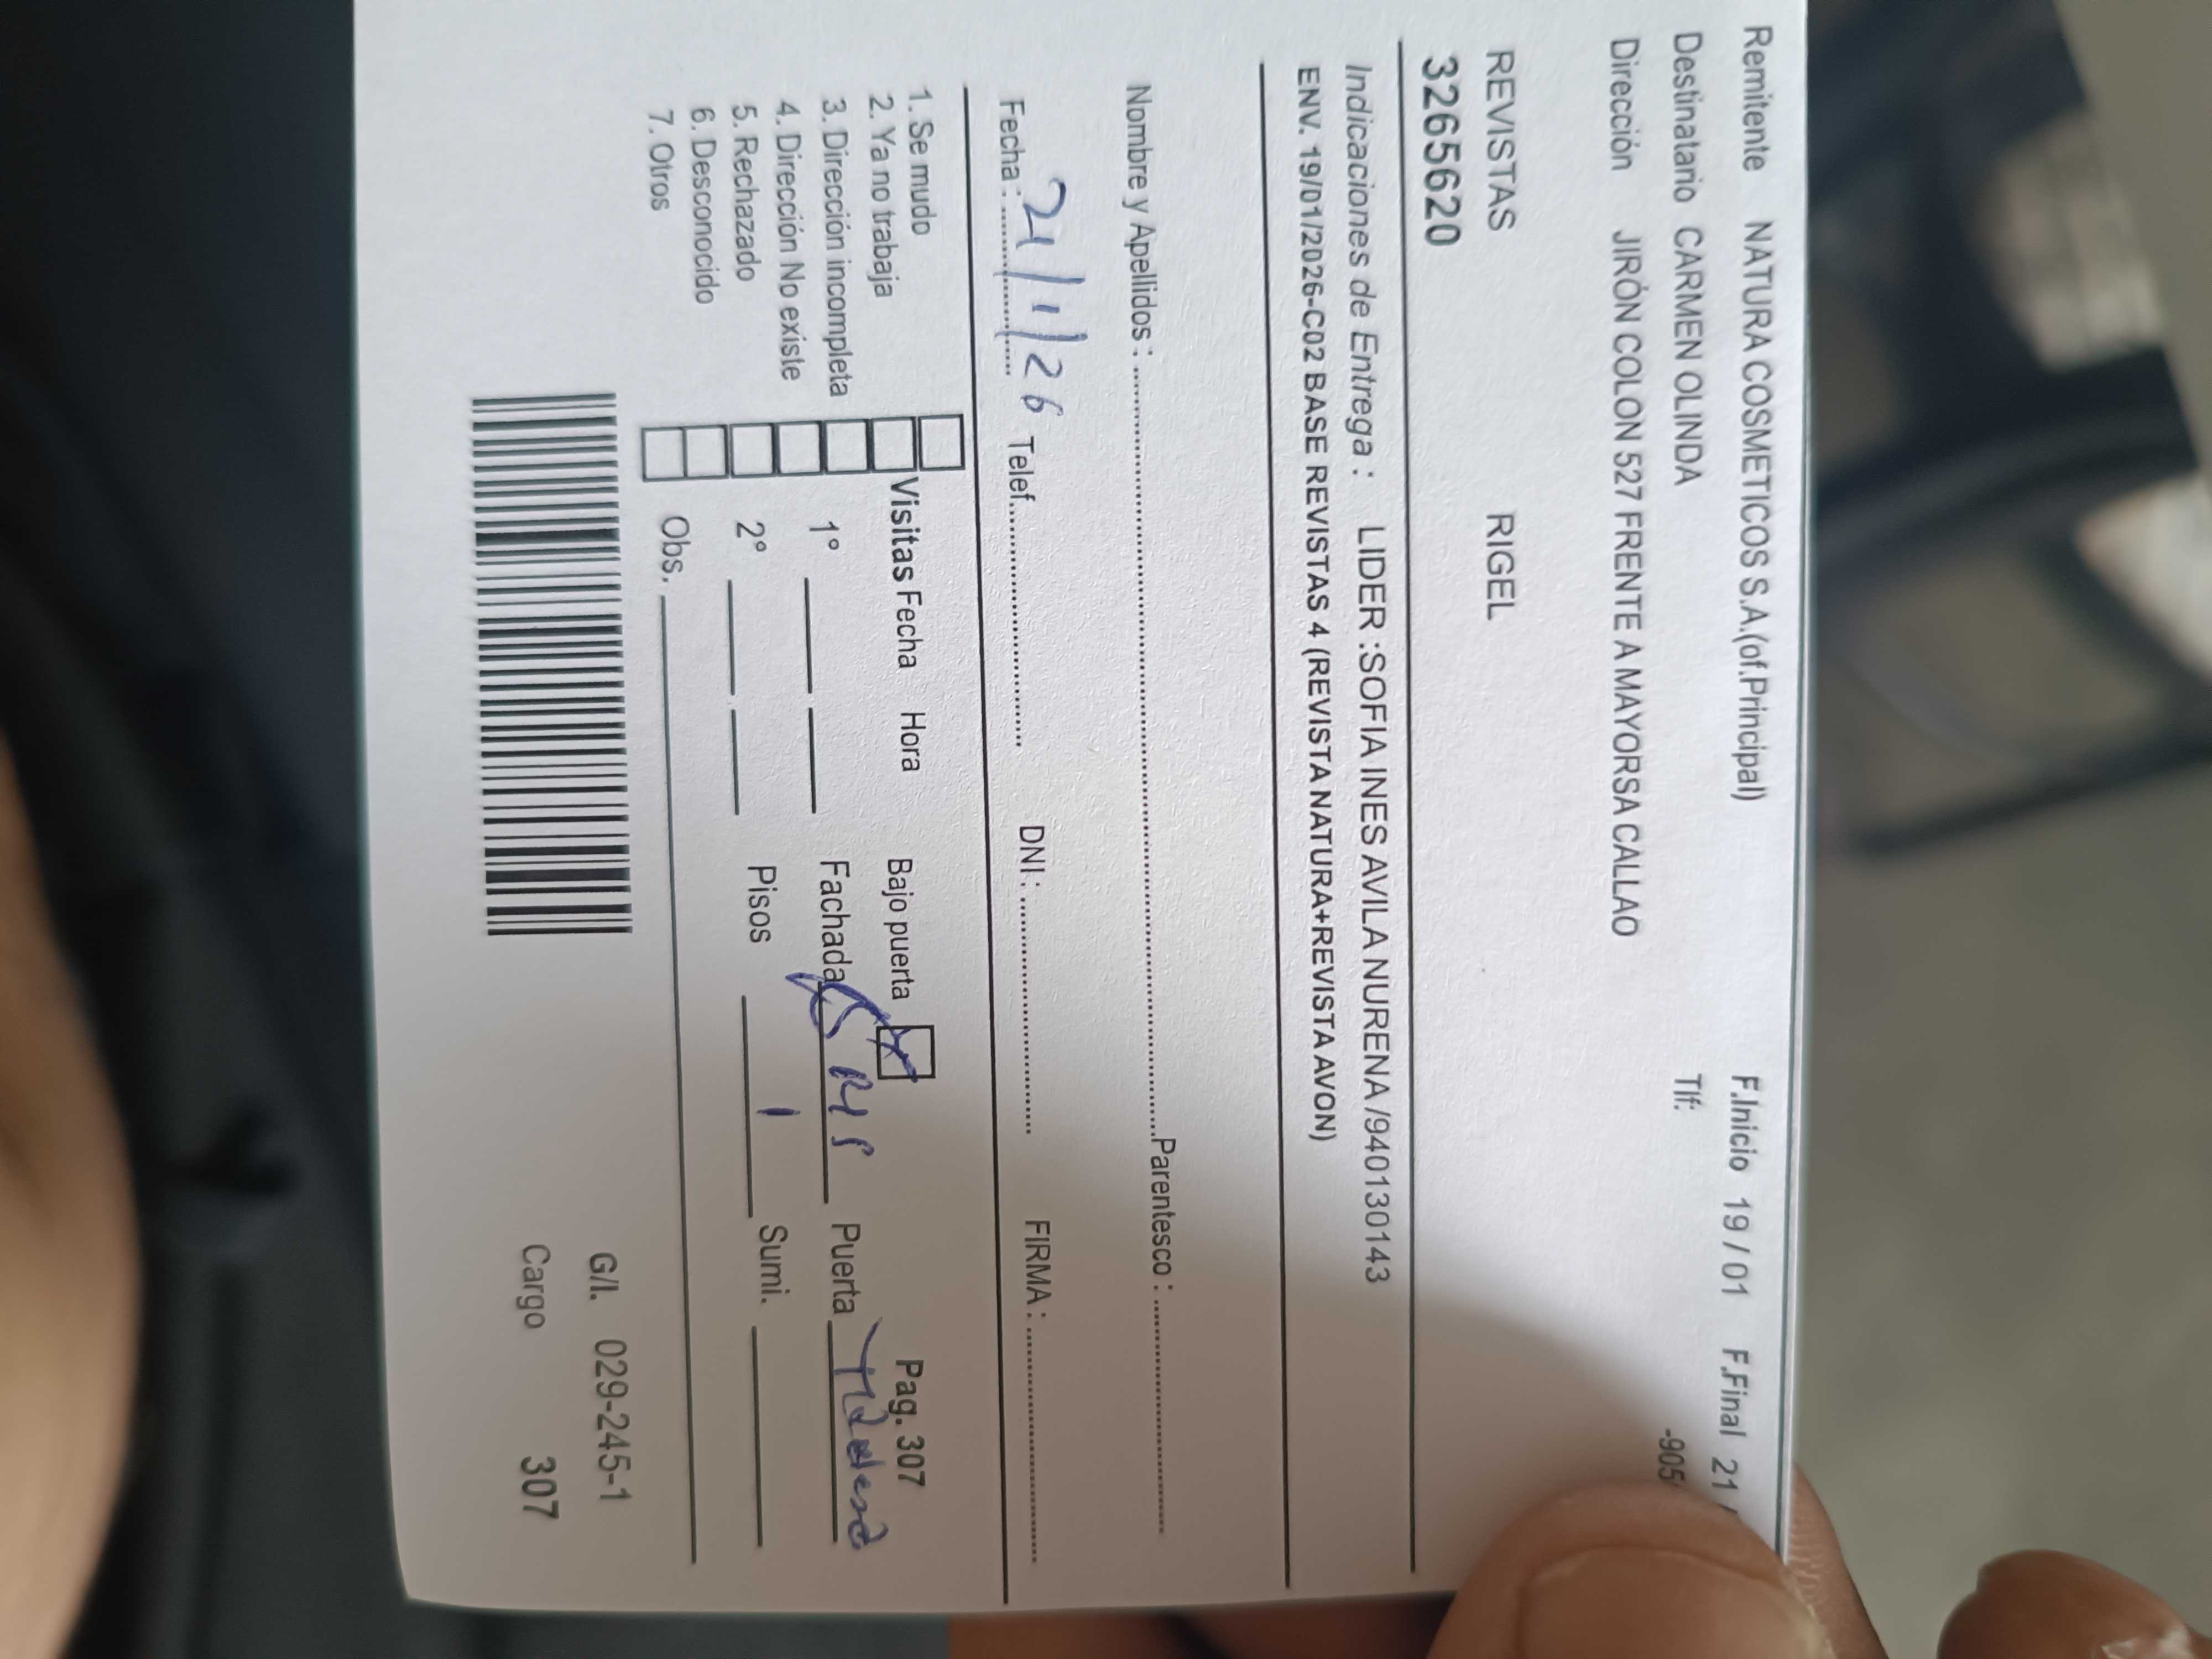 Remitente NATURA COSMETICOS S.A.(of.Principal) F.Inicio 19 / 01 F.Final 21
Destinatario CARMEN OLINDA Tlf: -905
Dirección JIRÓN COLON 527 FRENTE A MAYORSA CALLAO
REVISTAS RIGEL
3265620
Indicaciones de Entrega : LIDER :SOFIA INES AVILA NURENA /940130143
ENV. 19/01/2026-C02 BASE REVISTAS 4 (REVISTA NATURA+REVISTA AVON)
Nombre y Apellidos : Parentesco :
Fecha : 21/1/26 Telef. DNI : FIRMA :
1. Se mudo
2. Ya no trabaja Visitas Fecha Hora Bajo puerta Pag. 307
3. Dirección incompleta 1° Fachada Puerta
4. Dirección No existe
5. Rechazado 2° Pisos 1 Sumi.
6. Desconocido
7. Otros Obs.
G/I. 029-245-1
Cargo 307